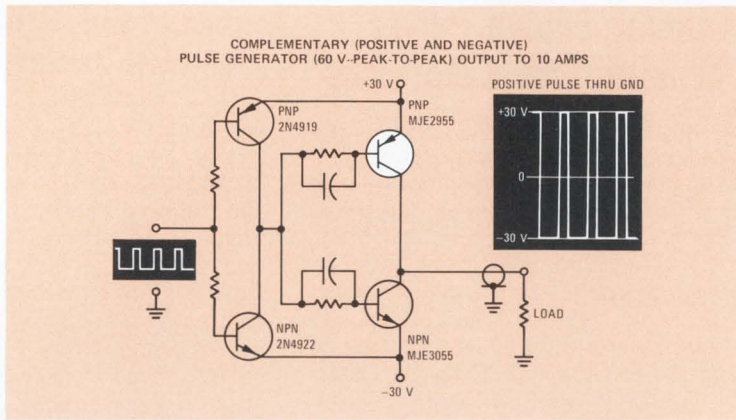 COMPLEMENTARY (POSITIVE AND NEGATIVE)
PULSE GENERATOR (60 V-PEAK-TO-PEAK) OUTPUT TO 10 AMPS
+30 V
POSITIVE PULSE THRU GND
PNP
2N4919
PNP
MJE2955
+30 V
0
-30 V
NPN
2N4922
NPN
MJE3055
LOAD
-30 V